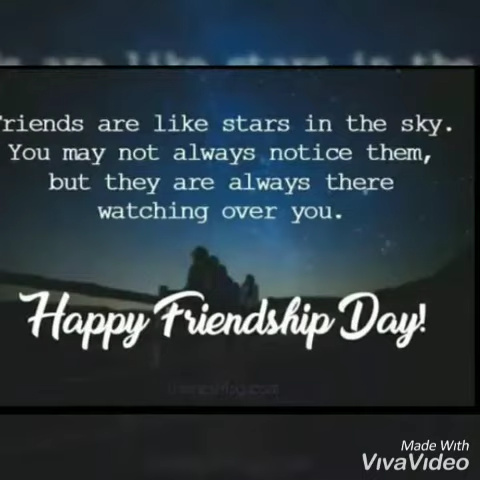 riends are like stars in the sky.
You may not always notice them,
but they are always there
watching over you.
Happy Friendship Day!
Made With
VivaVideo